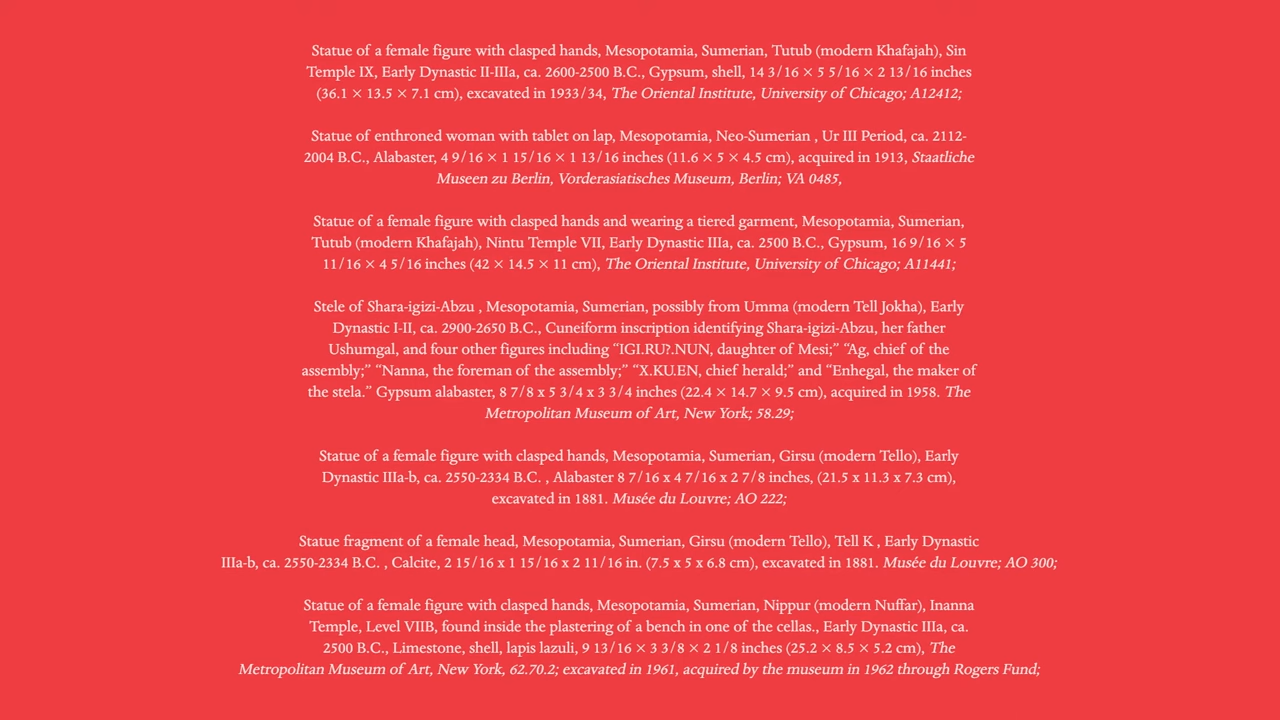 Statue of a female figure with clasped hands, Mesopotamia, Sumerian, Tutub (modern Khafajah), Sin
Temple IX, Early Dynastic II-IIIa, ca. 2600-2500 B.C., Gypsum, shell, 14 3/16 × 5 5/16 × 2 13/16 inches
(36.1 × 13.5 × 7.1 cm), excavated in 1933/34, The Oriental Institute, University of Chicago; A12412;
Statue of enthroned woman with tablet on lap, Mesopotamia, Neo-Sumerian , Ur III Period, ca. 2112-
2004 B.C., Alabaster, 4 9/16 × 1 15/16 × 1 13/16 inches (11.6 × 5 × 4.5 cm), acquired in 1913, Staatliche
Museen zu Berlin, Vorderasiatisches Museum, Berlin; VA 0485,
Statue of a female figure with clasped hands and wearing a tiered garment, Mesopotamia, Sumerian,
Tutub (modern Khafajah), Nintu Temple VII, Early Dynastic IIIa, ca. 2500 B.C., Gypsum, 16 9/16 × 5
11/16 × 4 5/16 inches (42 × 14.5 × 11 cm), The Oriental Institute, University of Chicago; A11441;
Stele of Shara-igizi-Abzu , Mesopotamia, Sumerian, possibly from Umma (modern Tell Jokha), Early
Dynastic I-II, ca. 2900-2650 B.C., Cuneiform inscription identifying Shara-igizi-Abzu, her father
Ushumgal, and four other figures including “IGI.RU?.NUN, daughter of Mesi;” “Ag, chief of the
assembly;” “Nanna, the foreman of the assembly;” “X.KU.EN, chief herald;” and “Enhegal, the maker of
the stela.” Gypsum alabaster, 8 7/8 x 5 3/4 x 3 3/4 inches (22.4 × 14.7 × 9.5 cm), acquired in 1958. The
Metropolitan Museum of Art, New York; 58.29;
Statue of a female figure with clasped hands, Mesopotamia, Sumerian, Girsu (modern Tello), Early
Dynastic IIIa-b, ca. 2550-2334 B.C. , Alabaster 8 7/16 x 4 7/16 x 2 7/8 inches, (21.5 x 11.3 x 7.3 cm),
excavated in 1881. Musée du Louvre; AO 222;
Statue fragment of a female head, Mesopotamia, Sumerian, Girsu (modern Tello), Tell K , Early Dynastic
IIIa-b, ca. 2550-2334 B.C. , Calcite, 2 15/16 x 1 15/16 x 2 11/16 in. (7.5 x 5 x 6.8 cm), excavated in 1881. Musée du Louvre; AO 300;
Statue of a female figure with clasped hands, Mesopotamia, Sumerian, Nippur (modern Nuffar), Inanna
Temple, Level VIIB, found inside the plastering of a bench in one of the cellas., Early Dynastic IIIa, ca.
2500 B.C., Limestone, shell, lapis lazuli, 9 13/16 × 3 3/8 × 2 1/8 inches (25.2 × 8.5 × 5.2 cm), The
Metropolitan Museum of Art, New York, 62.70.2; excavated in 1961, acquired by the museum in 1962 through Rogers Fund;